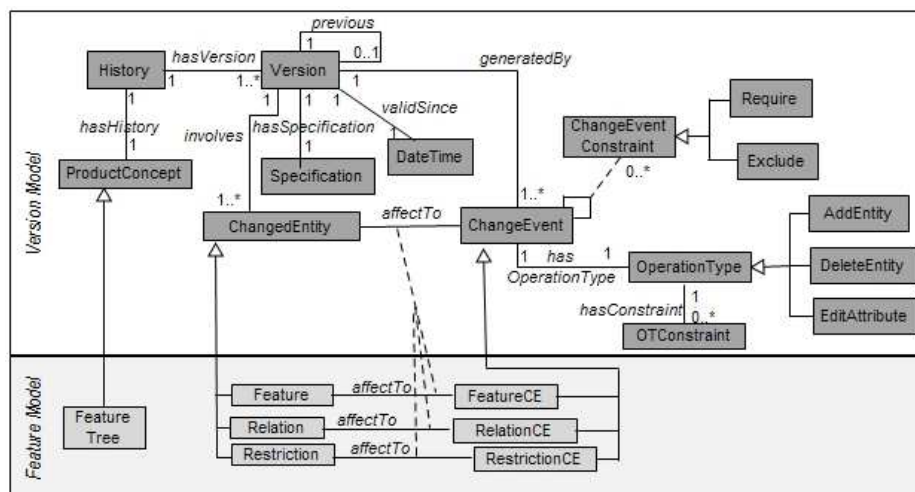 previous
hasVersion
1
0..1
generatedBy
History
Version
1
1..*
1
1
1
1
1
1
validSince
Require
hasHistory
involves
hasSpecification
ChangeEvent
Constraint
1
1
1
DateTime
0..*
Exclude
ProductConcept
Specification
Version Model
1..*
affectTo
1..*
AddEntity
ChangedEntity
ChangeEvent
1
has
1
OperationType
OperationType
DeleteEntity
1
hasConstraint
0..*
EditAttribute
OTConstraint
Feature Model
Feature
Tree
Feature
affectTo
FeatureCE
Relation
affectTo
RelationCE
Restriction
affectTo
RestrictionCE